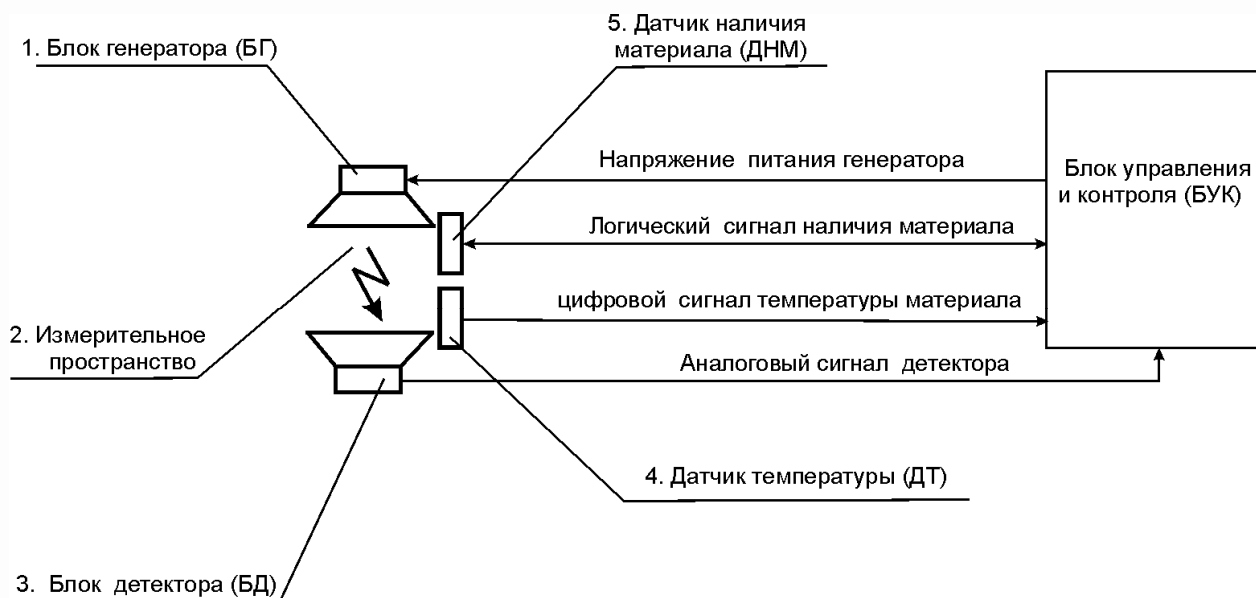 1. Блок генератора (БГ)
5. Датчик наличия
материала (ДНМ)
Напряжение питания генератора
Блок управления
и контроля (БУК)
Логический сигнал наличия материала
цифровой сигнал температуры материала
2. Измерительное
пространство
Аналоговый сигнал детектора
4. Датчик температуры (ДТ)
3. Блок детектора (БД)